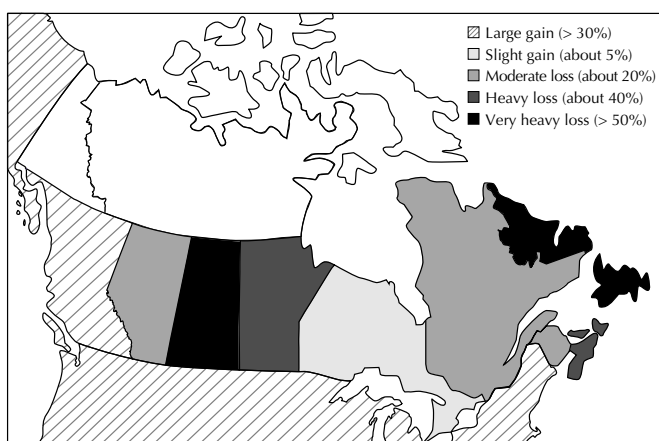 Large gain (> 30%)
Slight gain (about 5%)
Moderate loss (about 20%)
Heavy loss (about 40%)
Very heavy loss (> 50%)